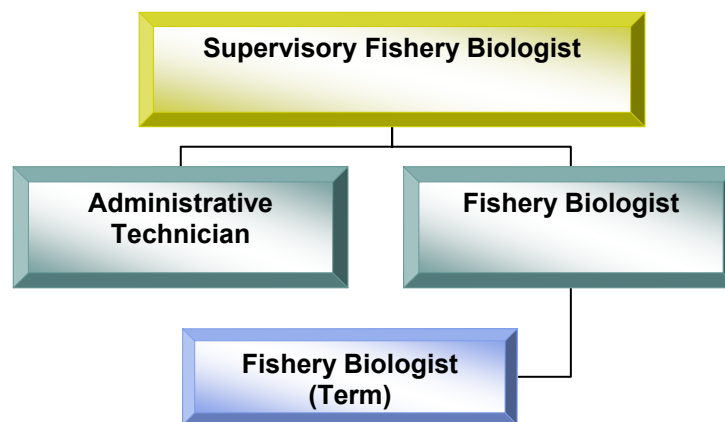 Supervisory Fishery Biologist
Administrative
Technician
Fishery Biologist
Fishery Biologist
(Term)